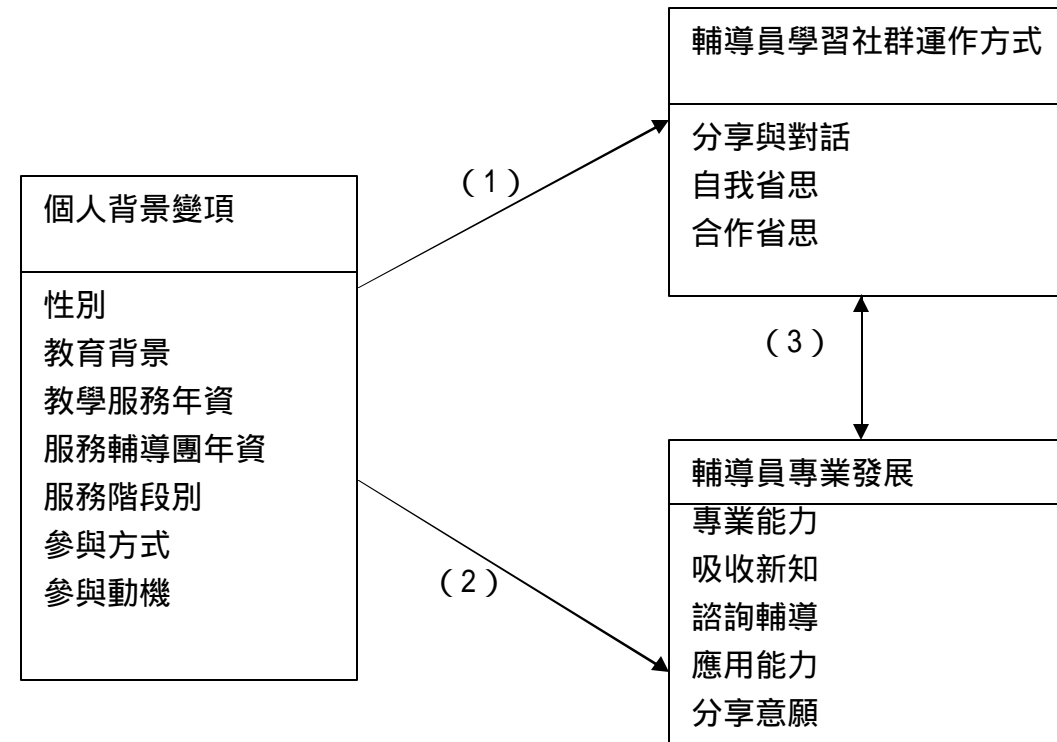 個人背景變項
性別
教育背景
教學服務年資
服務輔導團年資
服務階段別
參與方式
參與動機
（1）
（2）
輔導員學習社群運作方式
分享與對話
自我省思
合作省思
（3）
輔導員專業發展
專業能力
吸收新知
諮詢輔導
應用能力
分享意願